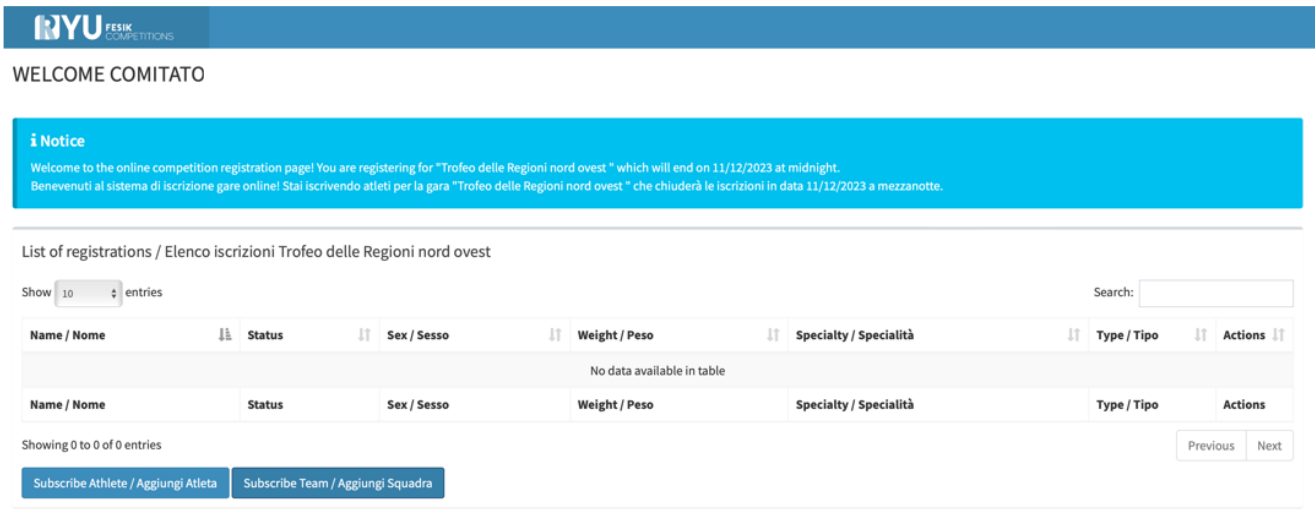 RYU FESIK COMPETITIONS
WELCOME COMITATO
i Notice
Welcome to the online competition registration page! You are registering for "Trofeo delle Regioni nord ovest " which will end on 11/12/2023 at midnight.
Benevenuti al sistema di iscrizione gare online! Stai iscrivendo atleti per la gara "Trofeo delle Regioni nord ovest " che chiuderà le iscrizioni in data 11/12/2023 a mezzanotte.
List of registrations / Elenco iscrizioni Trofeo delle Regioni nord ovest
Show 10 entries Search:
Name / Nome Status Sex / Sesso Weight / Peso Specialty / Specialità Type / Tipo Actions
No data available in table
Name / Nome Status Sex / Sesso Weight / Peso Specialty / Specialità Type / Tipo Actions
Showing 0 to 0 of 0 entries
Previous Next
Subscribe Athlete / Aggiungi Atleta Subscribe Team / Aggiungi Squadra